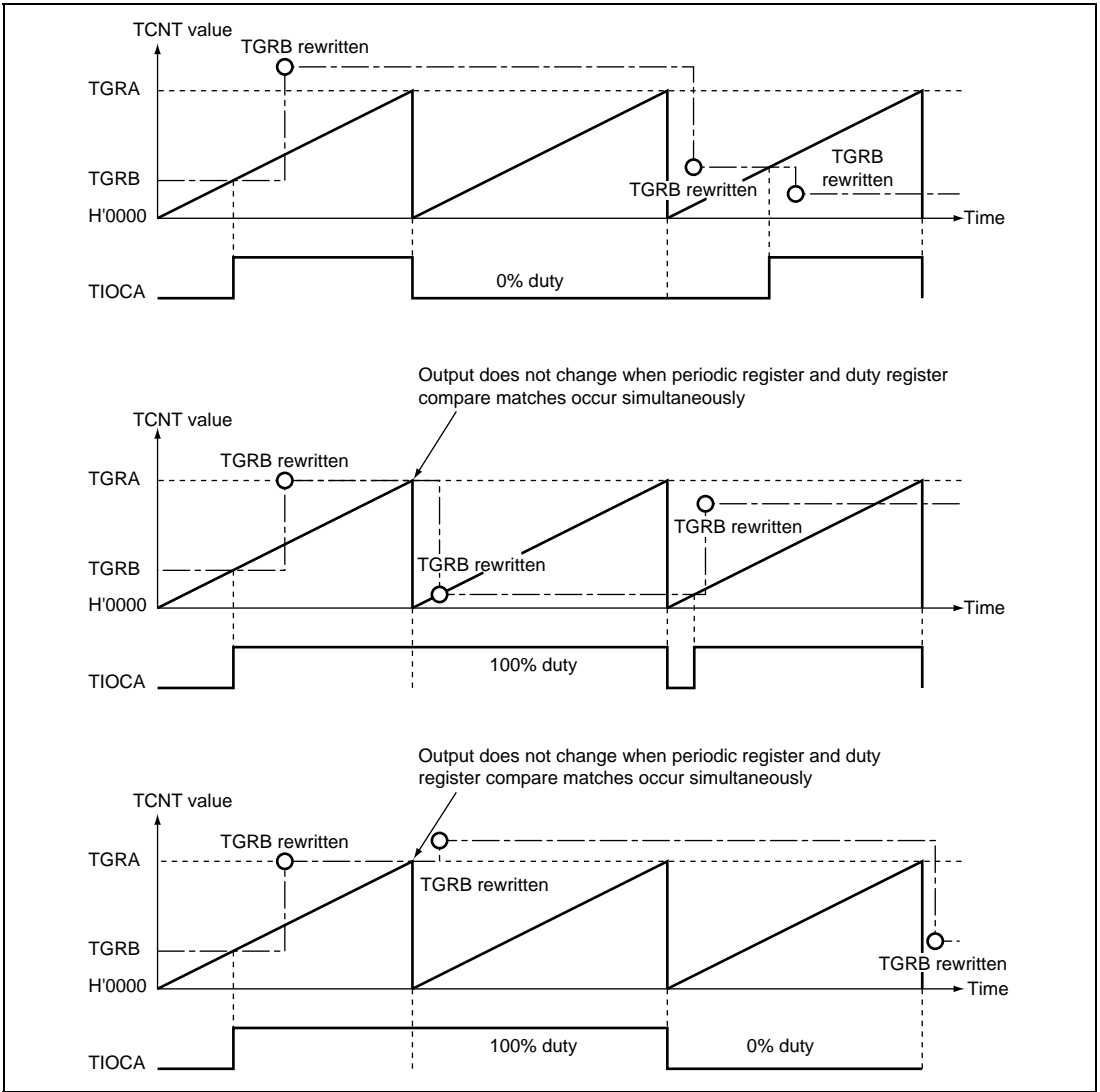 TCNT value
TGRB rewritten
TGRA
TGRB
rewritten
TGRB
TGRB rewritten
H'0000
Time
0% duty
TIOCA
Output does not change when periodic register and duty register
compare matches occur simultaneously
TCNT value
TGRB rewritten
TGRA
TGRB rewritten
TGRB rewritten
TGRB
H'0000
Time
100% duty
TIOCA
Output does not change when periodic register and duty
register compare matches occur simultaneously
TCNT value
TGRB rewritten
TGRA
TGRB rewritten
TGRB
TGRB rewritten
H'0000
Time
100% duty
0% duty
TIOCA